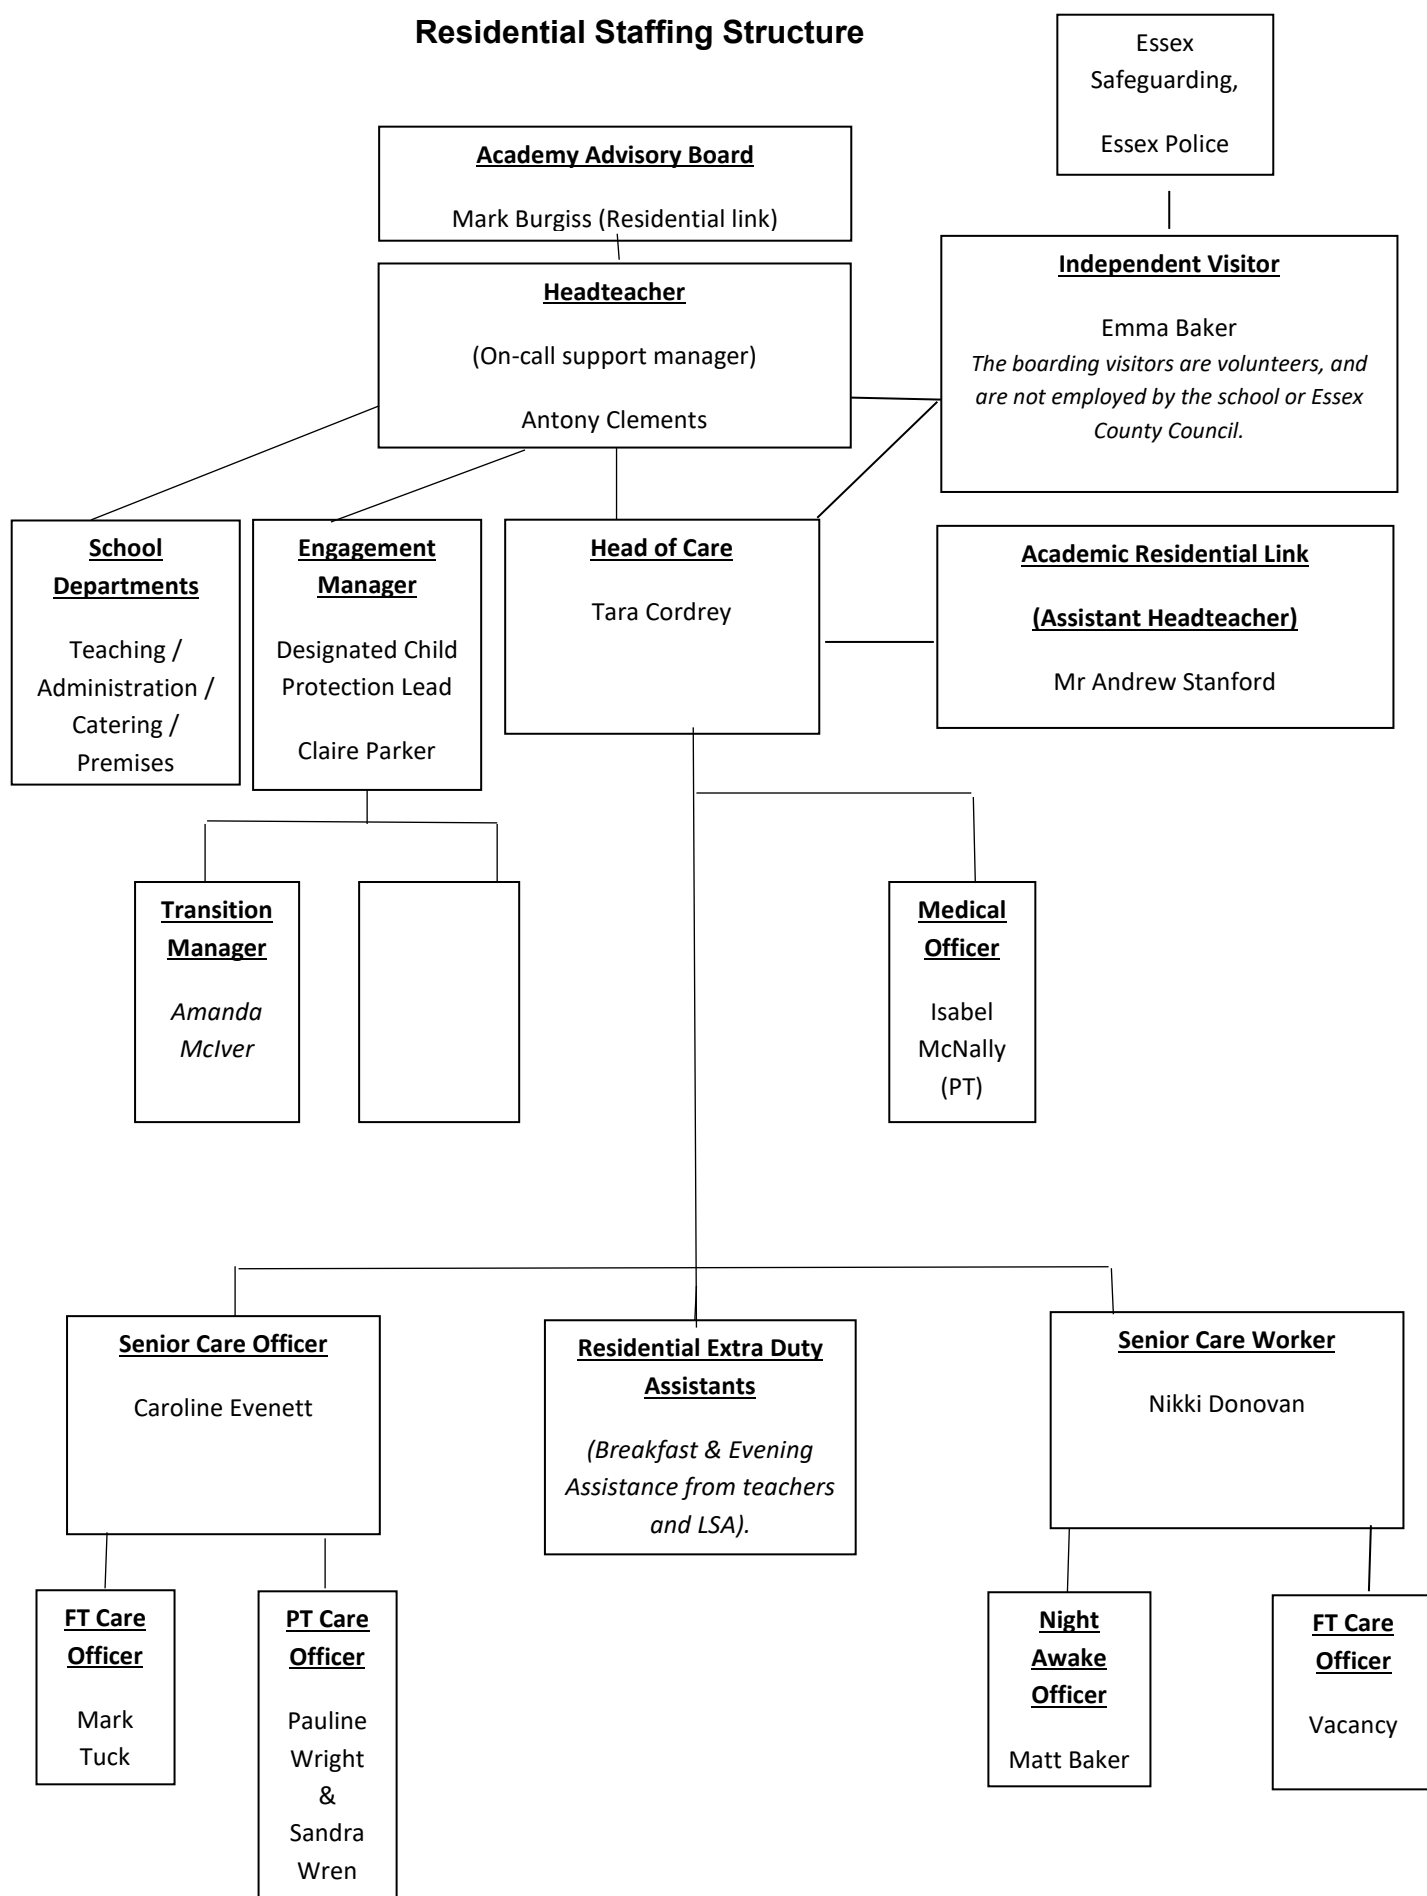 Residential Staffing Structure
Essex
Safeguarding,
Essex Police
Academy Advisory Board
Mark Burgiss (Residential link)
Headteacher
(On-call support manager)
Antony Clements
Independent Visitor
Emma Baker
The boarding visitors are volunteers, and
are not employed by the school or Essex
County Council.
School
Departments
Teaching /
Administration /
Catering /
Premises
Engagement
Manager
Designated Child
Protection Lead
Claire Parker
Head of Care
Tara Cordrey
Academic Residential Link
(Assistant Headteacher)
Mr Andrew Stanford
Transition
Manager
Amanda
McIver
Medical
Officer
Isabel
McNally
(PT)
Senior Care Officer
Caroline Evenett
Residential Extra Duty
Assistants
(Breakfast & Evening
Assistance from teachers
and LSA).
Senior Care Worker
Nikki Donovan
FT Care
Officer
Mark
Tuck
PT Care
Officer
Pauline
Wright
&
Sandra
Wren
Night
Awake
Officer
Matt Baker
FT Care
Officer
Vacancy